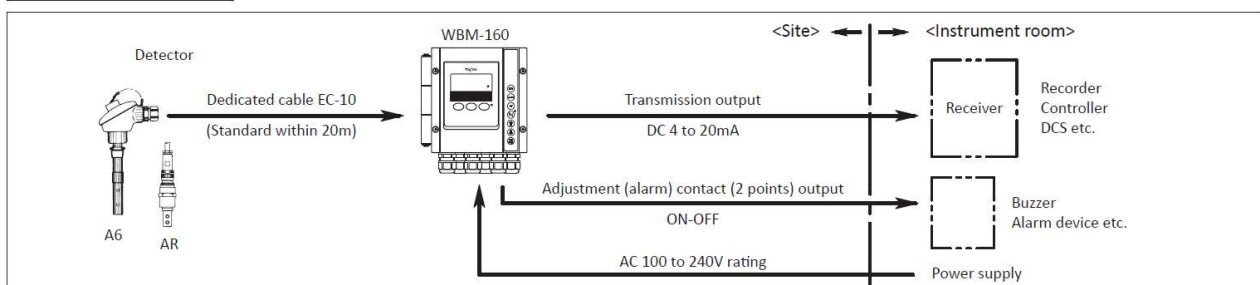 <Site>
<Instrument room>
WBM-160
Detector
Dedicated cable EC-10
(Standard within 20m)
Transmission output
DC 4 to 20mA
Receiver
Recorder
Controller
DCS etc.
Adjustment (alarm) contact (2 points) output
ON-OFF
Buzzer
Alarm device etc.
A6
AR
AC 100 to 240V rating
Power supply